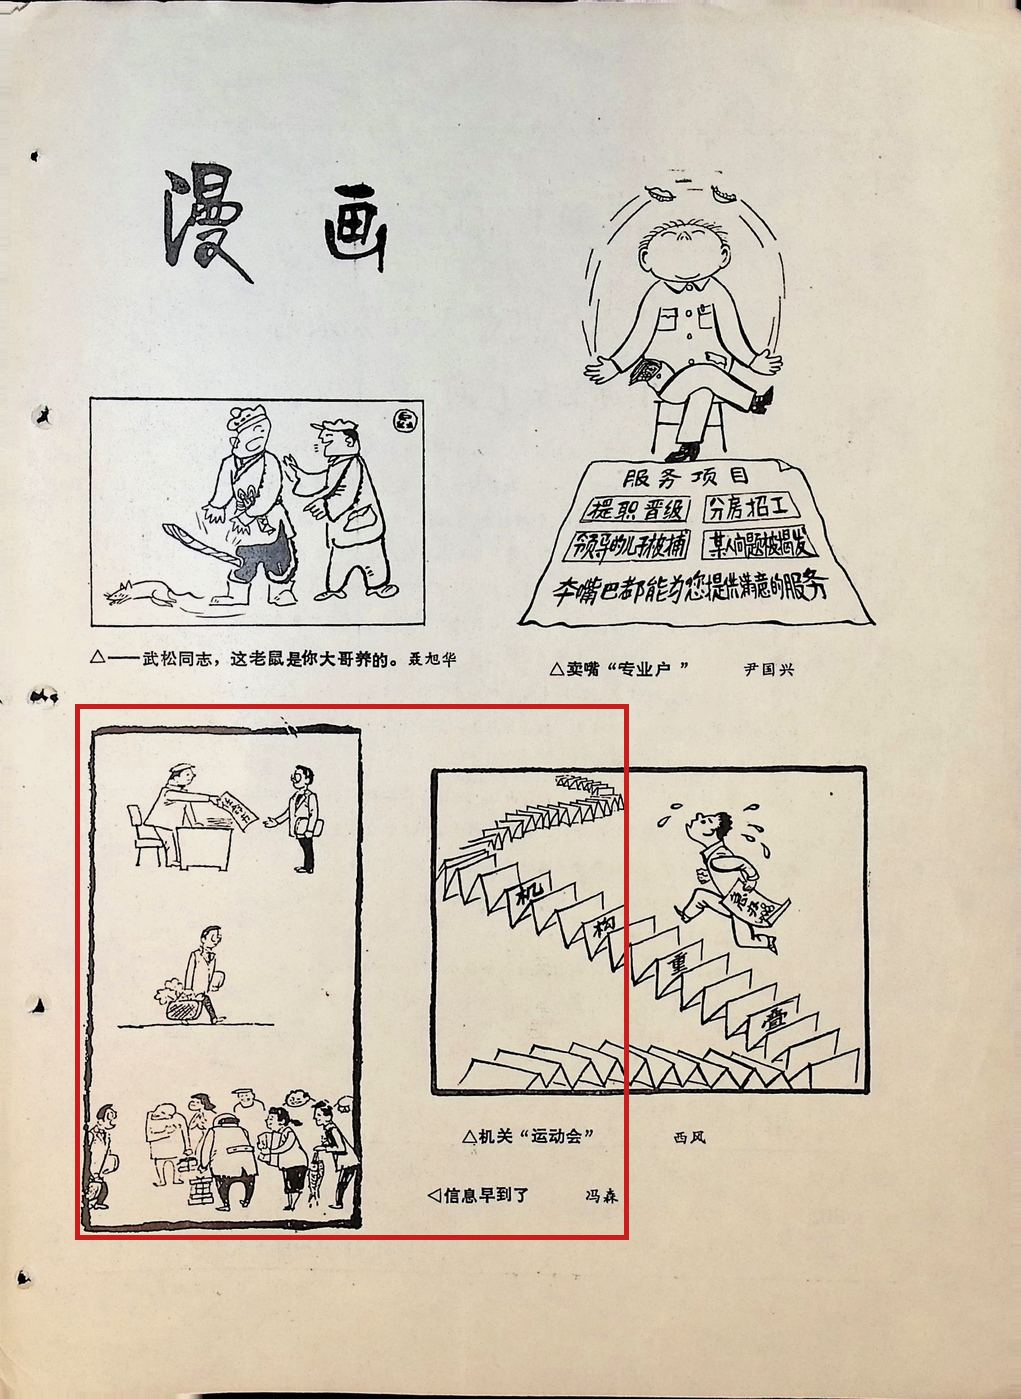 漫画
服务项目
提职晋级 分房招工
领导的儿子被捕 某人问题被揭发
本嘴巴都能为您提供满意的服务
△——武松同志，这老鼠是你大哥养的。 聂旭华
△卖嘴“专业户” 尹国兴
机构重叠
△机关“运动会” 西风
◁信息早到了 冯森